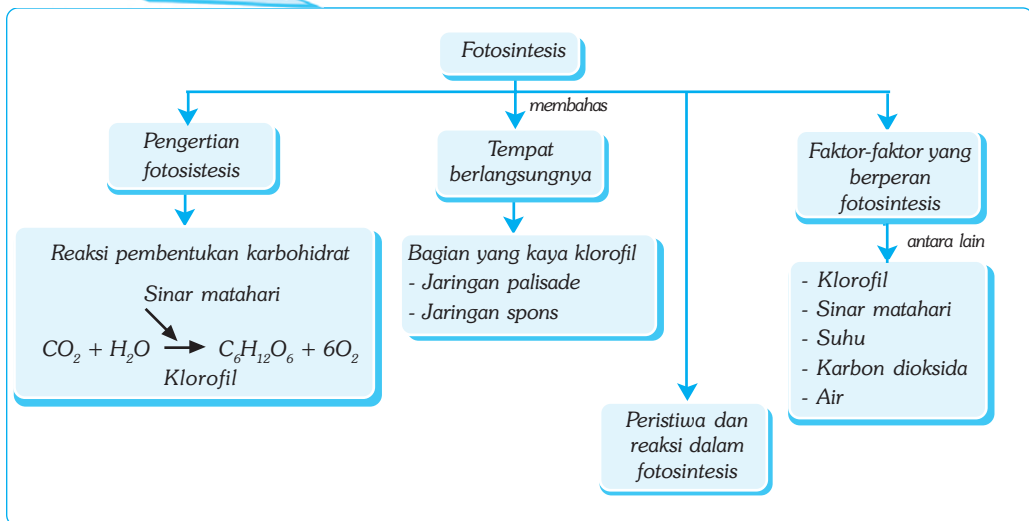 Fotosintesis
membahas
Pengertian
fotosistesis
Reaksi pembentukan karbohidrat
Sinar matahari
CO₂ + H₂O → C₆H₁₂O₆ + 6O₂
Klorofil
Tempat
berlangsungnya
Bagian yang kaya klorofil
- Jaringan palisade
- Jaringan spons
Peristiwa dan
reaksi dalam
fotosintesis
Faktor-faktor yang
berperan
fotosintesis
antara lain
- Klorofil
- Sinar matahari
- Suhu
- Karbon dioksida
- Air